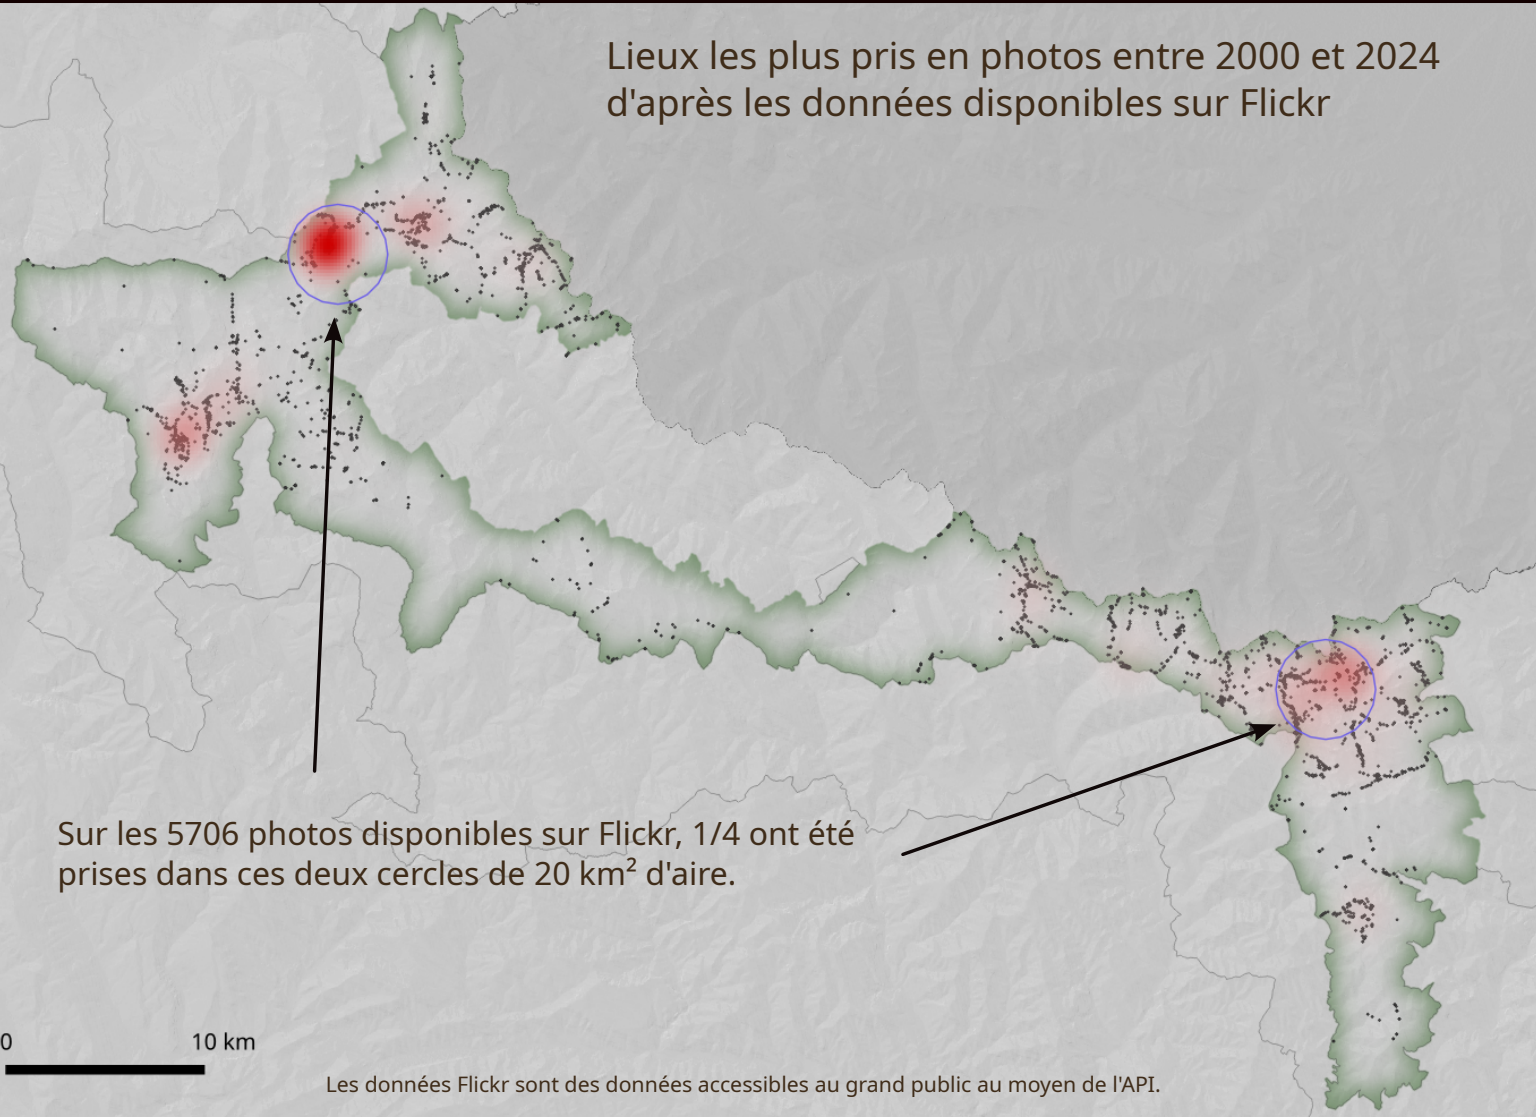 Lieux les plus pris en photos entre 2000 et 2024
d'après les données disponibles sur Flickr
Sur les 5706 photos disponibles sur Flickr, 1/4 ont été
prises dans ces deux cercles de 20 km² d'aire.
0 10 km
Les données Flickr sont des données accessibles au grand public au moyen de l'API.